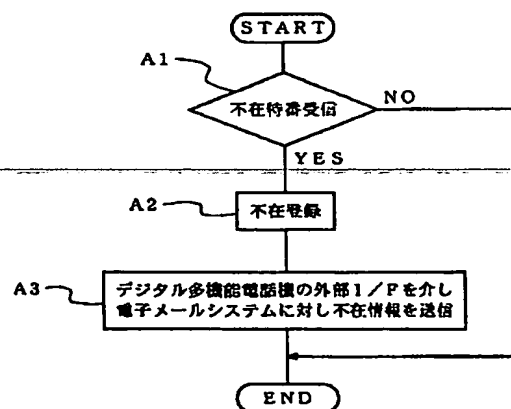 START
A1
不在特番受信
NO
YES
A2
不在登録
A3
デジタル多機能電話機の外部I/Fを介し
電子メールシステムに対し不在情報を送信
END